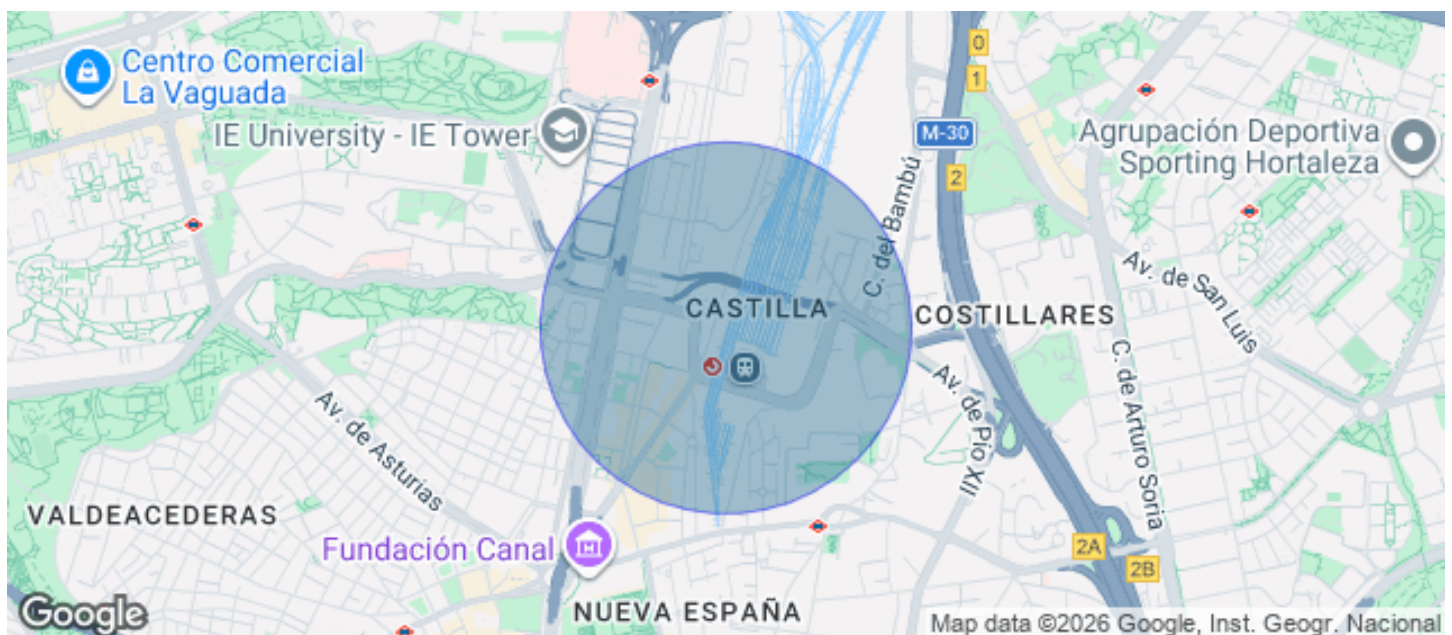 Centro Comercial
La Vaguada
IE University - IE Tower
0
1
M-30
2
Agrupación Deportiva
Sporting Hortaleza
C. del Bambú
Av. de San Luis
CASTILLA
COSTILLARES
C. de Arturo Soria
Av. de Asturias
Av. de Pío XII
VALDEACEDERAS
Fundación Canal
2A
2B
NUEVA ESPAÑA
Google
Map data ©2026 Google, Inst. Geogr. Nacional